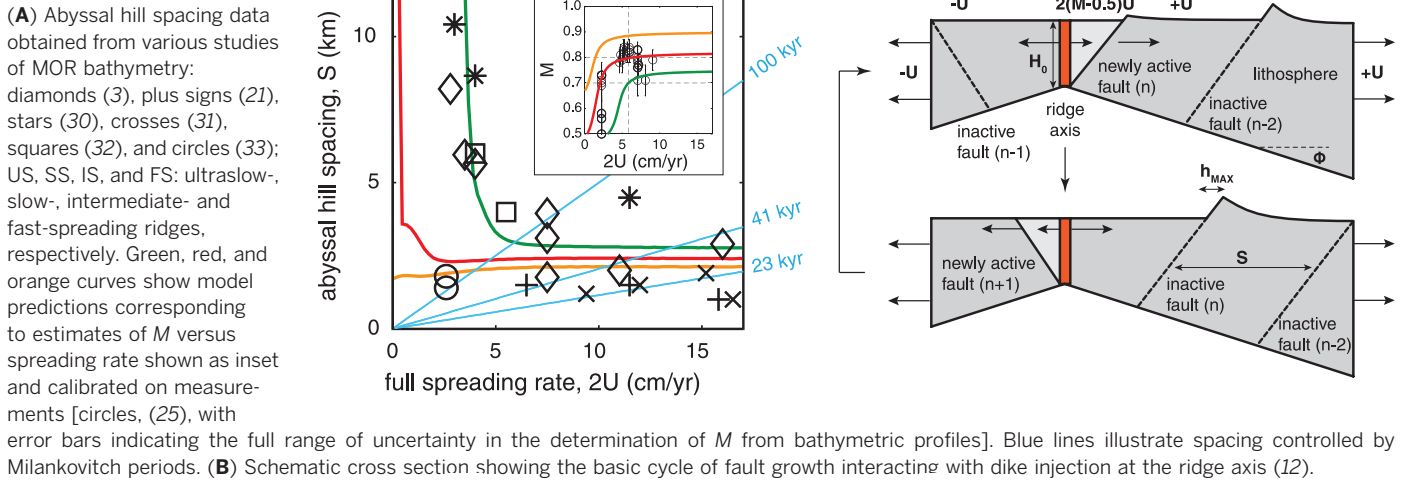 (A) Abyssal hill spacing data
obtained from various studies
of MOR bathymetry:
diamonds (3), plus signs (21),
stars (30), crosses (31),
squares (32), and circles (33);
US, SS, IS, and FS: ultraslow-,
slow-, intermediate- and
fast-spreading ridges,
respectively. Green, red, and
orange curves show model
predictions corresponding
to estimates of M versus
spreading rate shown as inset
and calibrated on measure-
ments [circles, (25), with
error bars indicating the full range of uncertainty in the determination of M from bathymetric profiles]. Blue lines illustrate spacing controlled by
Milankovitch periods. (B) Schematic cross section showing the basic cycle of fault growth interacting with dike injection at the ridge axis (12).
abyssal hill spacing, S (km)
10
5
0
0 5 10 15
full spreading rate, 2U (cm/yr)
100 kyr
41 kyr
23 kyr
M
0.9
0.8
0.7
0.6
0.5
0 5 10 15
2U (cm/yr)
-U 2(M-0.5)U +U
-U
H0
newly active
fault (n)
lithosphere
+U
inactive
fault (n-1)
ridge
axis
inactive
fault (n-2)
Φ
hMAX
newly active
fault (n+1)
S
inactive
fault (n)
inactive
fault (n-2)